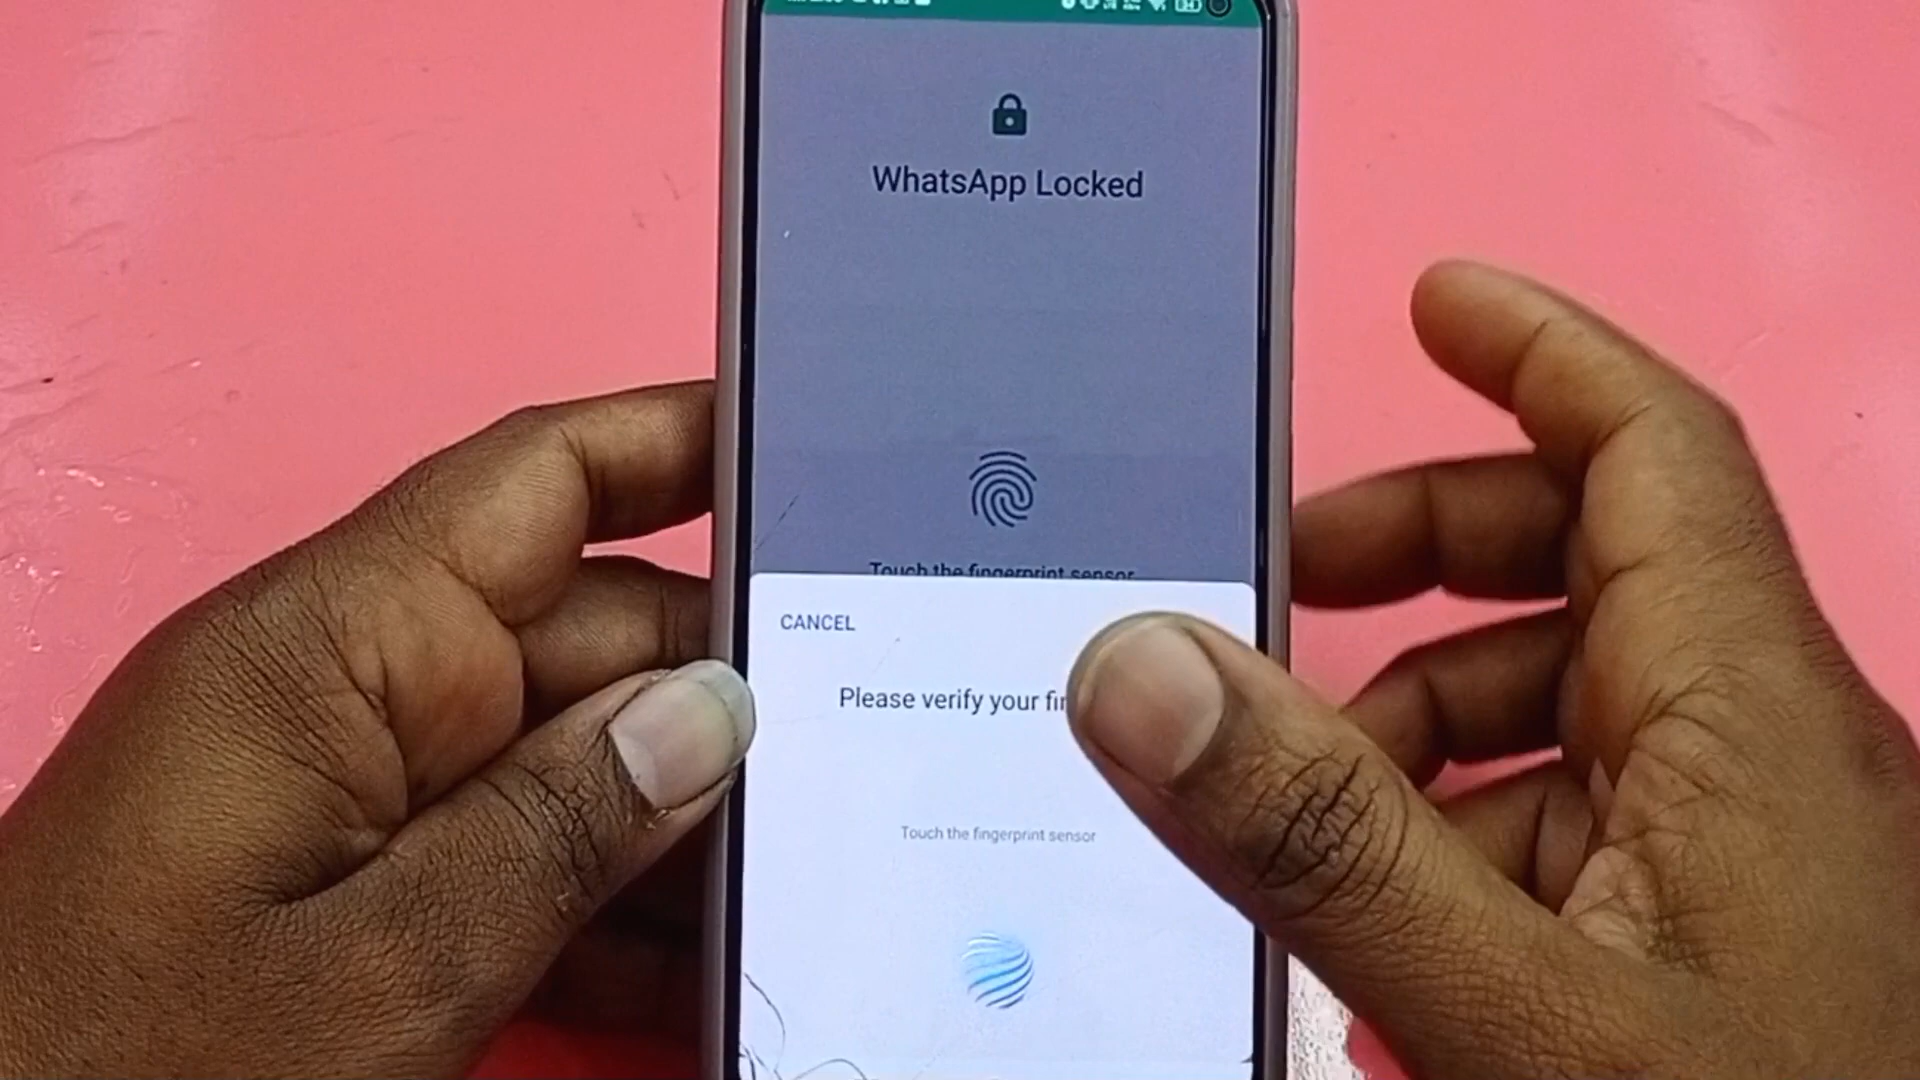 WhatsApp Locked
Touch the fingerprint sensor
CANCEL
Please verify your
Touch the fingerprint sensor